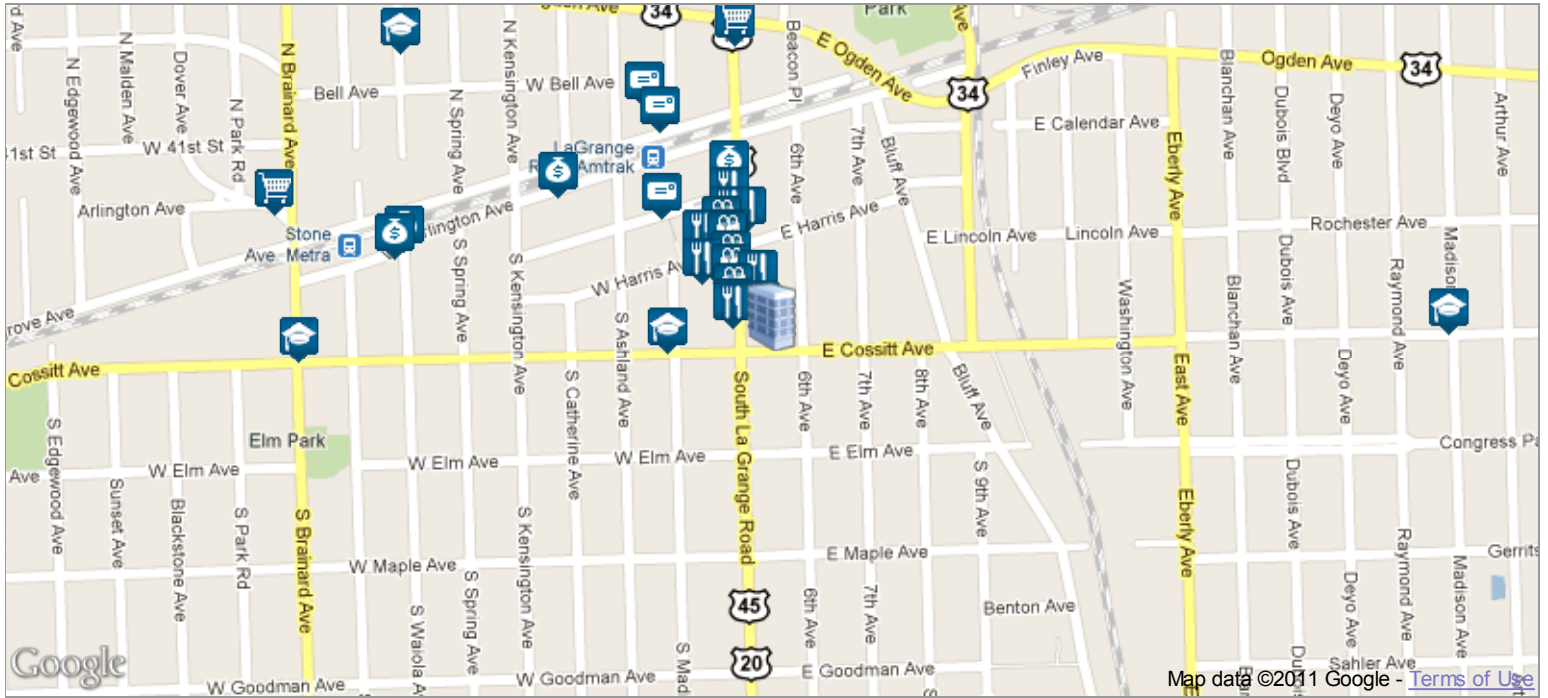 d Ave
N Edgewood Ave
N Malden Ave
Dover Ave
N Park Rd
N Brainard Ave
Bell Ave
N Spring Ave
N Kensington Ave
W Bell Ave
34
Beacon Pl
Park
E Ogden Ave
Ave
34
Finley Ave
Ogden Ave
34
Blanchan Ave
Dubois Blvd
Deyo Ave
Arthur Ave
41st St
W 41st St
Arlington Ave
LaGrange
Amtrak
6th Ave
7th Ave
Bluff Ave
E Calendar Ave
Eberly Ave
Stone
Ave Metra
S Spring Ave
S Kensington Ave
W Harris
E Harris Ave
E Lincoln Ave
Lincoln Ave
Rochester Ave
Dubois Ave
Madison
Raymond Ave
Washington Ave
Blanchan Ave
rove Ave
S Ashland Ave
Cossitt Ave
E Cossitt Ave
S Edgewood Ave
Elm Park
S Catherine Ave
South La Grange Road
6th Ave
7th Ave
8th Ave
Bluff Ave
East Ave
Deyo Ave
Ave
W Elm Ave
W Elm Ave
W Elm Ave
E Elm Ave
Congress
Sunset Ave
Blackstone Ave
S Park Rd
S Brainard Ave
S Kensington Ave
S 9th Ave
Eberly Ave
Dubois Ave
Raymond Ave
Madison Ave
W Maple Ave
E Maple Ave
Gerrits
S Spring Ave
S Waiola
45
6th Ave
7th Ave
Benton Ave
Deyo Ave
S Mad
20
Google
W Goodman Ave
W Goodman Ave
E Goodman Ave
Sahler Ave
Map data ©2011 Google - Terms of Use